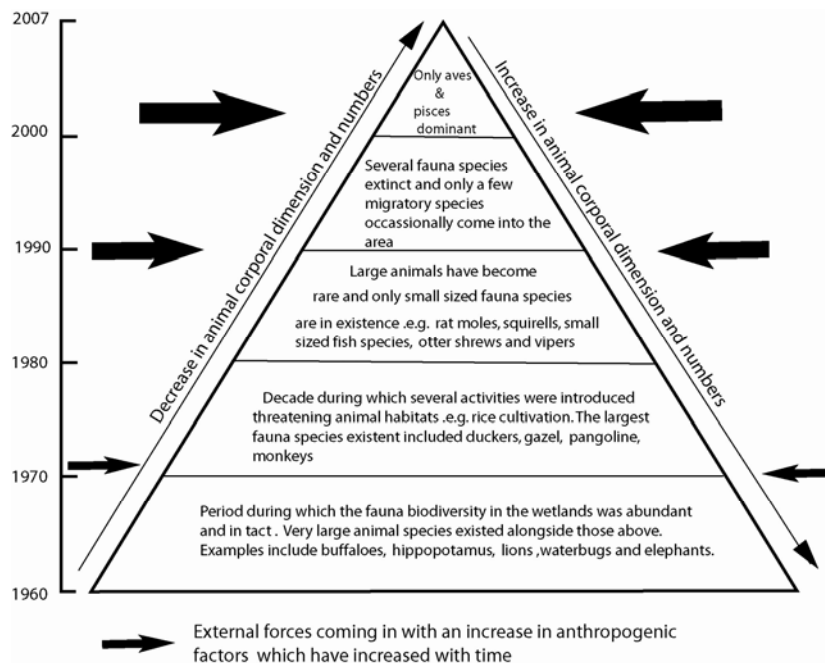 2007
2000
1990
1980
1970
1960
Decrease in animal corporal dimension and numbers
Increase in animal corporal dimension and numbers
Only aves
&
pisces
dominant
Several fauna species
extinct and only a few
migratory species
occassionally come into the
area
Large animals have become
rare and only small sized fauna species
are in existence .e.g. rat moles, squirells, small
sized fish species, otter shrews and vipers
Decade during which several activities were introduced
threatening animal habitats .e.g. rice cultivation. The largest
fauna species existent included duckers, gazel, pangoline,
monkeys
Period during which the fauna biodiversity in the wetlands was abundant
and in tact . Very large animal species existed alongside those above.
Examples include buffaloes, hippopotamus, lions ,waterbugs and elephants.
External forces coming in with an increase in anthropogenic
factors which have increased with time